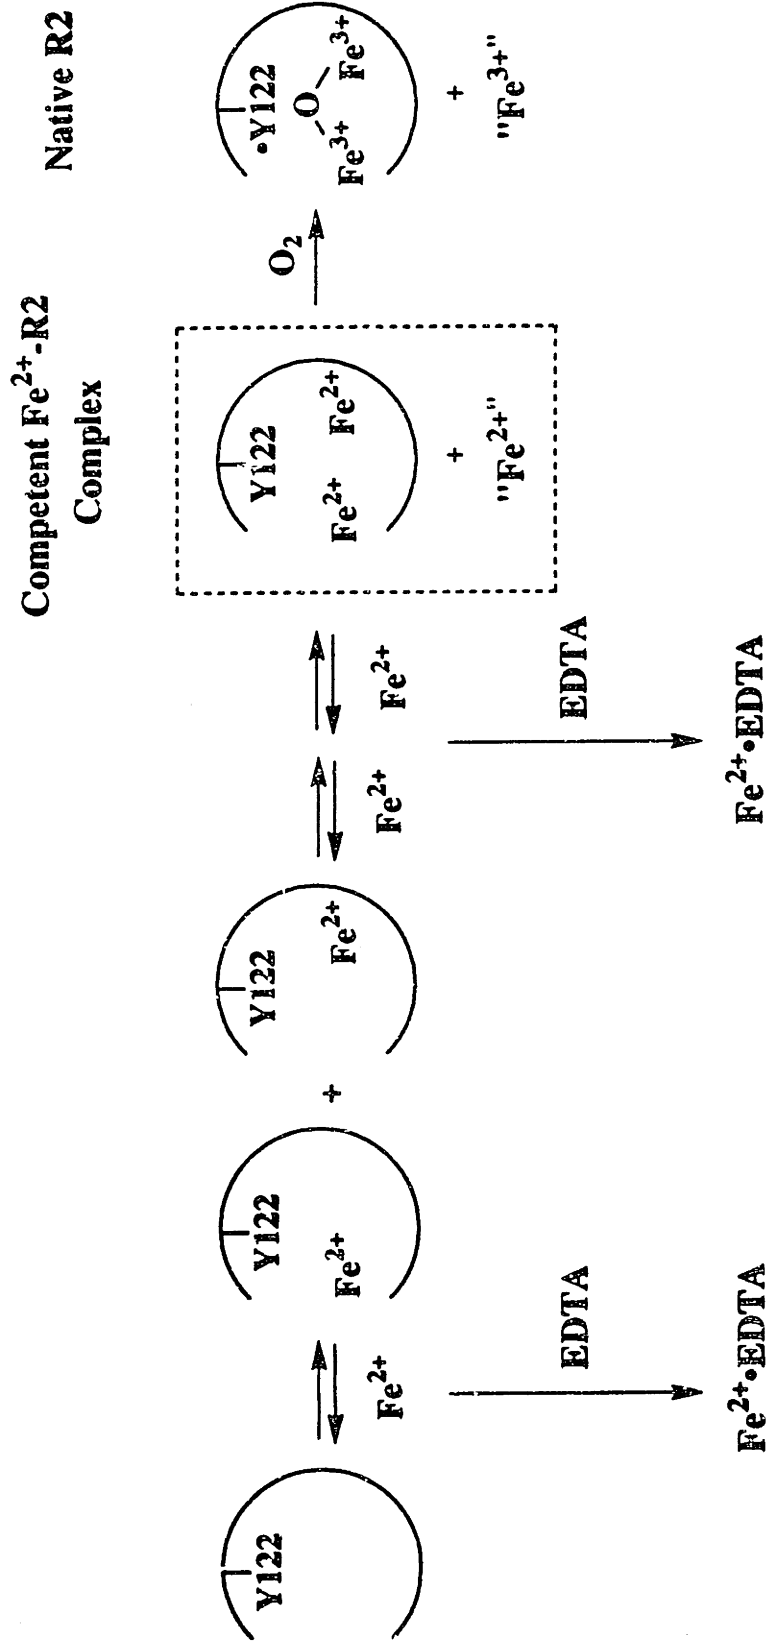 Competent Fe²⁺-R2
Complex
Native R2
Y122
Fe²⁺
Y122
Fe²⁺
+
Y122
Fe²⁺
Fe²⁺
Fe²⁺
Y122
Fe²⁺ Fe²⁺
+
"Fe²⁺"
O₂
•Y122
O
Fe³⁺ Fe³⁺
+
"Fe³⁺"
EDTA
Fe²⁺•EDTA
EDTA
Fe²⁺•EDTA